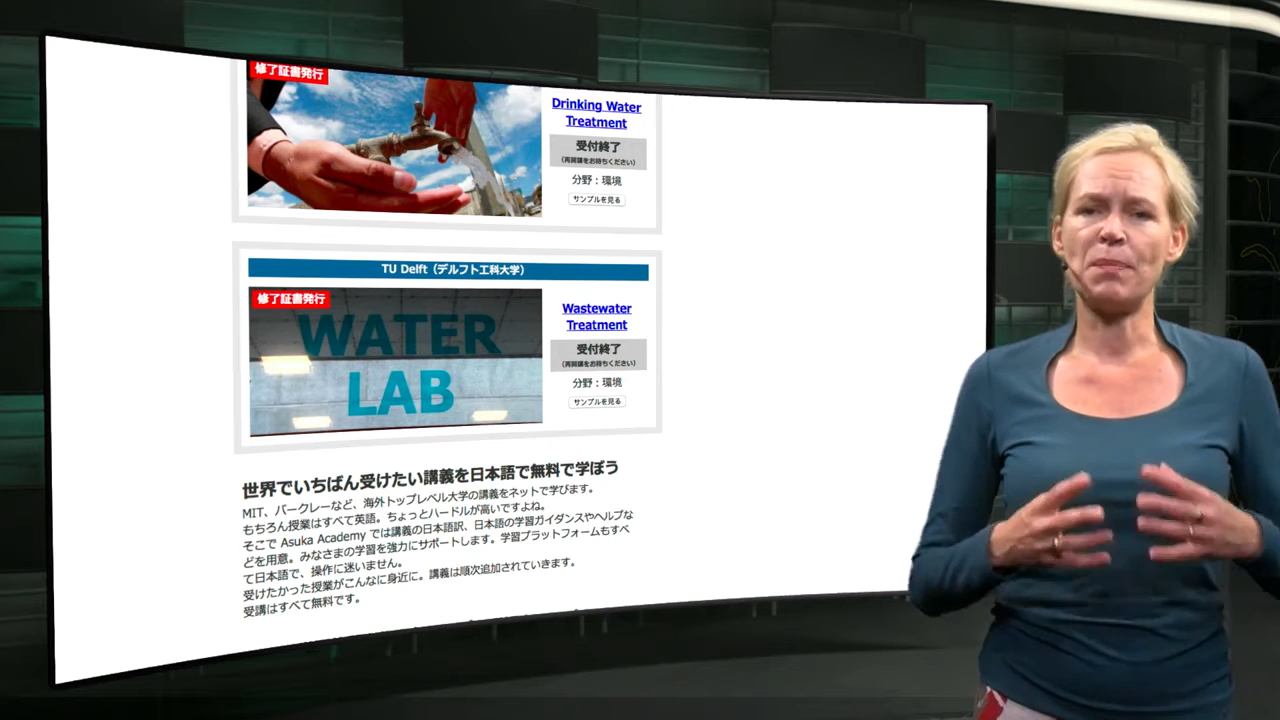 修了証書発行
Drinking Water
Treatment
受付終了
(再開講をお待ちください)
分野：環境
サンプルを見る
TU Delft（デルフト工科大学）
修了証書発行
WATER
LAB
Wastewater
Treatment
受付終了
(再開講をお待ちください)
分野：環境
サンプルを見る
世界でいちばん受けたい講義を日本語で無料で学ぼう
MIT、バークレーなど、海外トップレベル大学の講義をネットで学びます。
もちろん授業はすべて英語。ちょっとハードルが高いですよね。
そこで Asuka Academy では講義の日本語訳、日本語の学習ガイダンスやヘルプな
どを用意。みなさまの学習を強力にサポートします。学習プラットフォームもすべ
て日本語で、操作に迷いません。
受けたかった授業がこんなに身近に。講義は順次追加されていきます。
受講はすべて無料です。